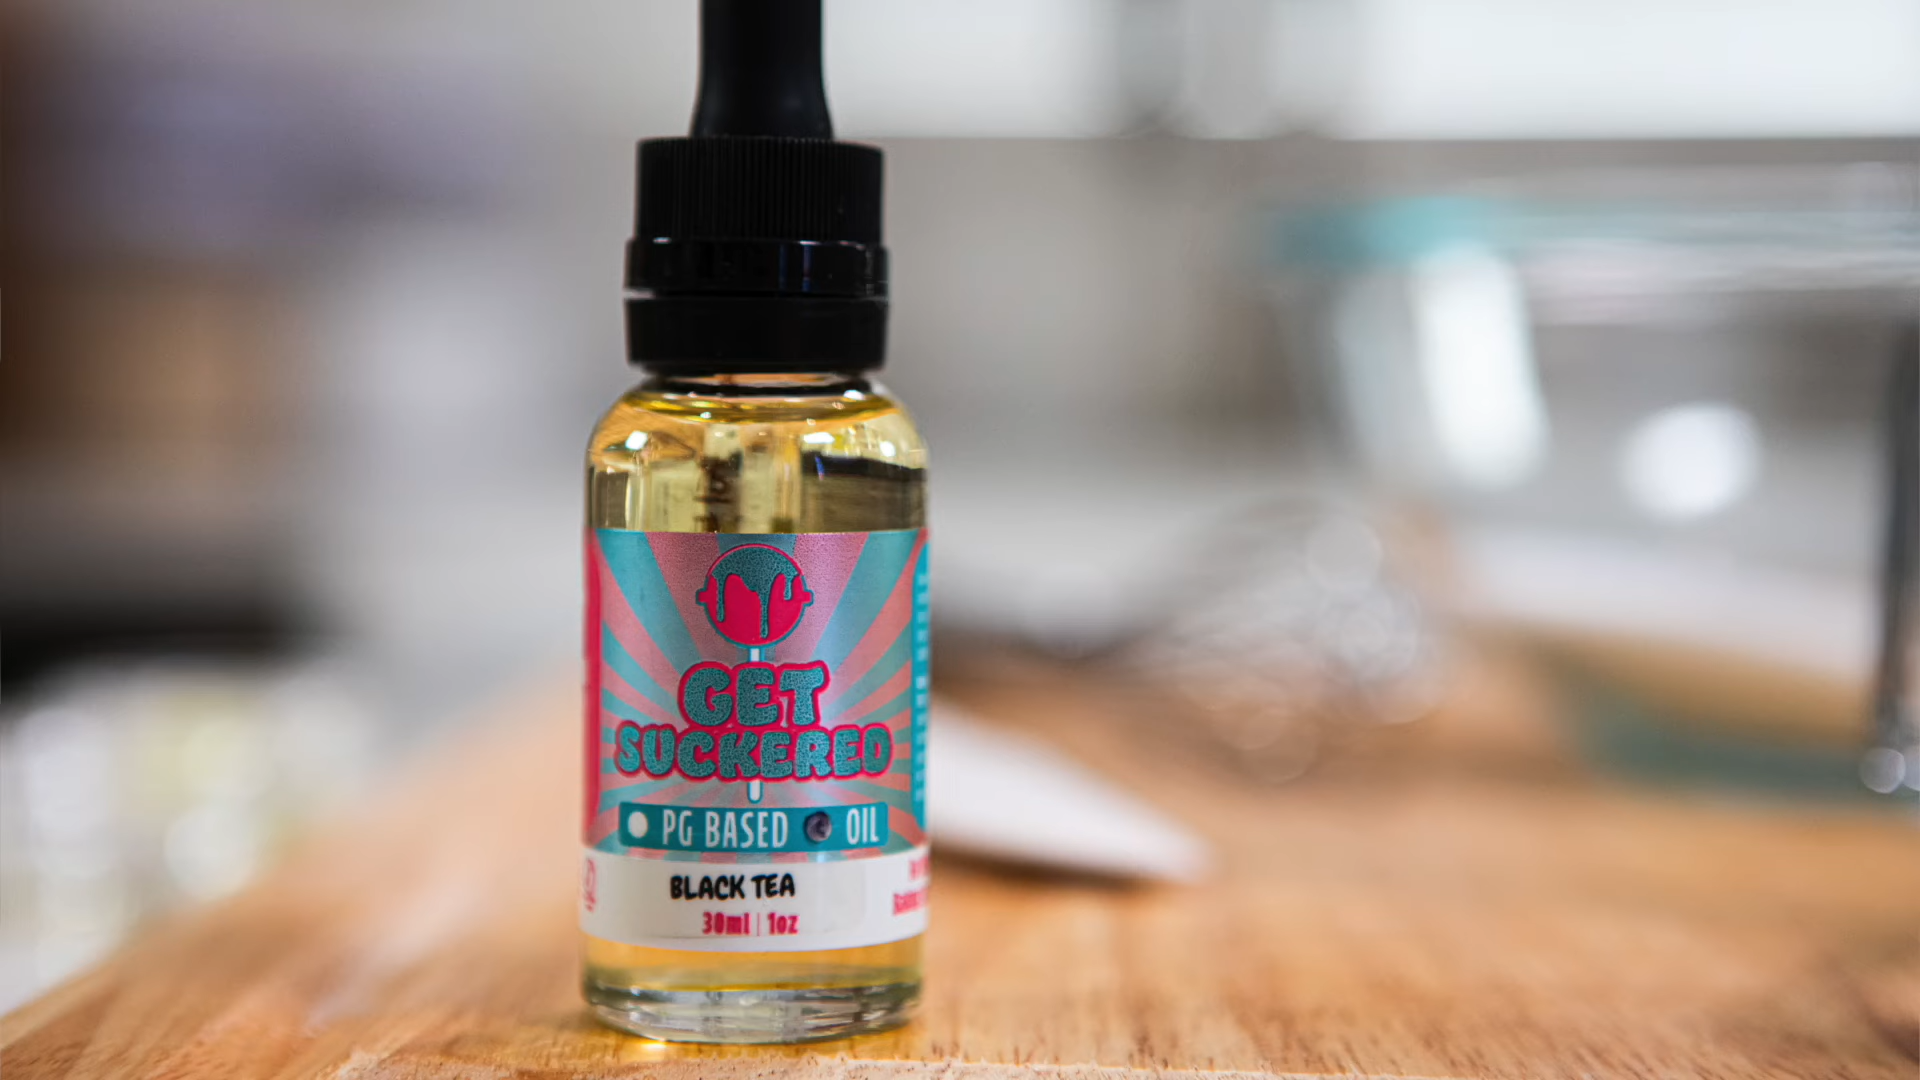 GET
SUCKERED
PG BASED OIL
BLACK TEA
30ml | 1oz